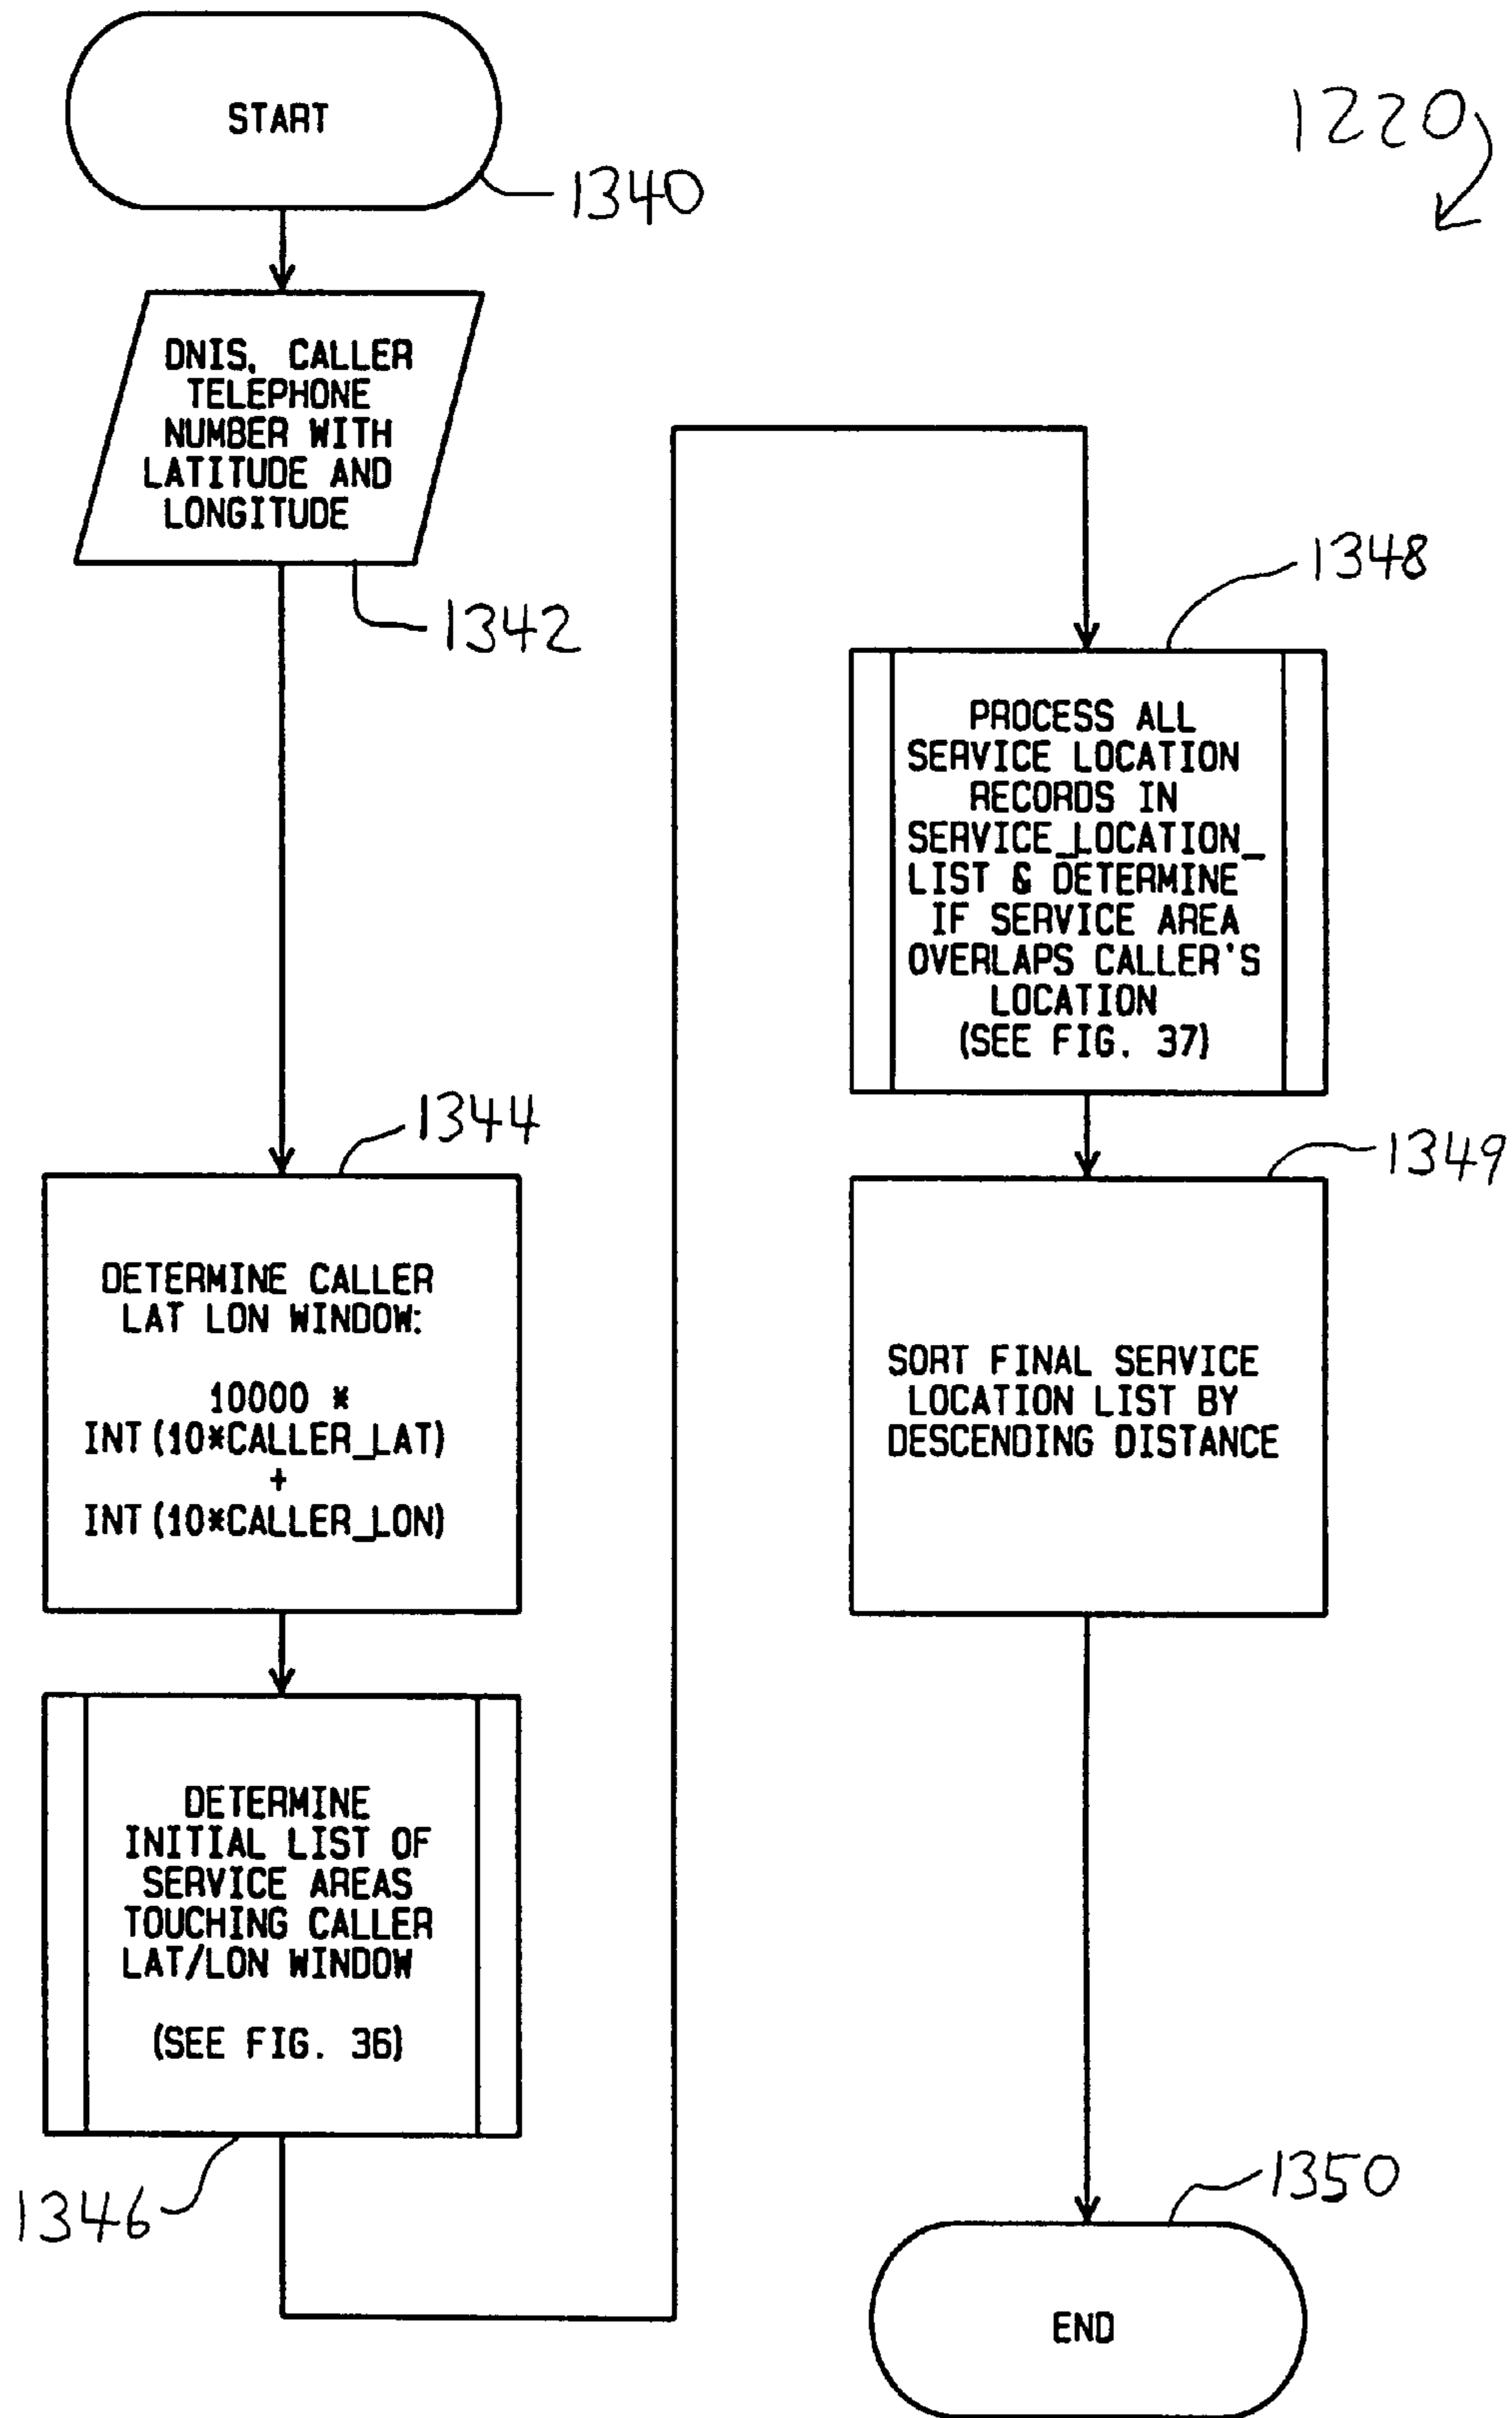 START
1340
1220
DNIS, CALLER
TELEPHONE
NUMBER WITH
LATITUDE AND
LONGITUDE
1342
1344
DETERMINE CALLER
LAT LON WINDOW:
10000 *
INT(10*CALLER_LAT)
+
INT(10*CALLER_LON)
DETERMINE
INITIAL LIST OF
SERVICE AREAS
TOUCHING CALLER
LAT/LON WINDOW
(SEE FIG. 36)
1346
1348
PROCESS ALL
SERVICE LOCATION
RECORDS IN
SERVICE_LOCATION_
LIST & DETERMINE
IF SERVICE AREA
OVERLAPS CALLER'S
LOCATION
(SEE FIG. 37)
1349
SORT FINAL SERVICE
LOCATION LIST BY
DESCENDING DISTANCE
1350
END